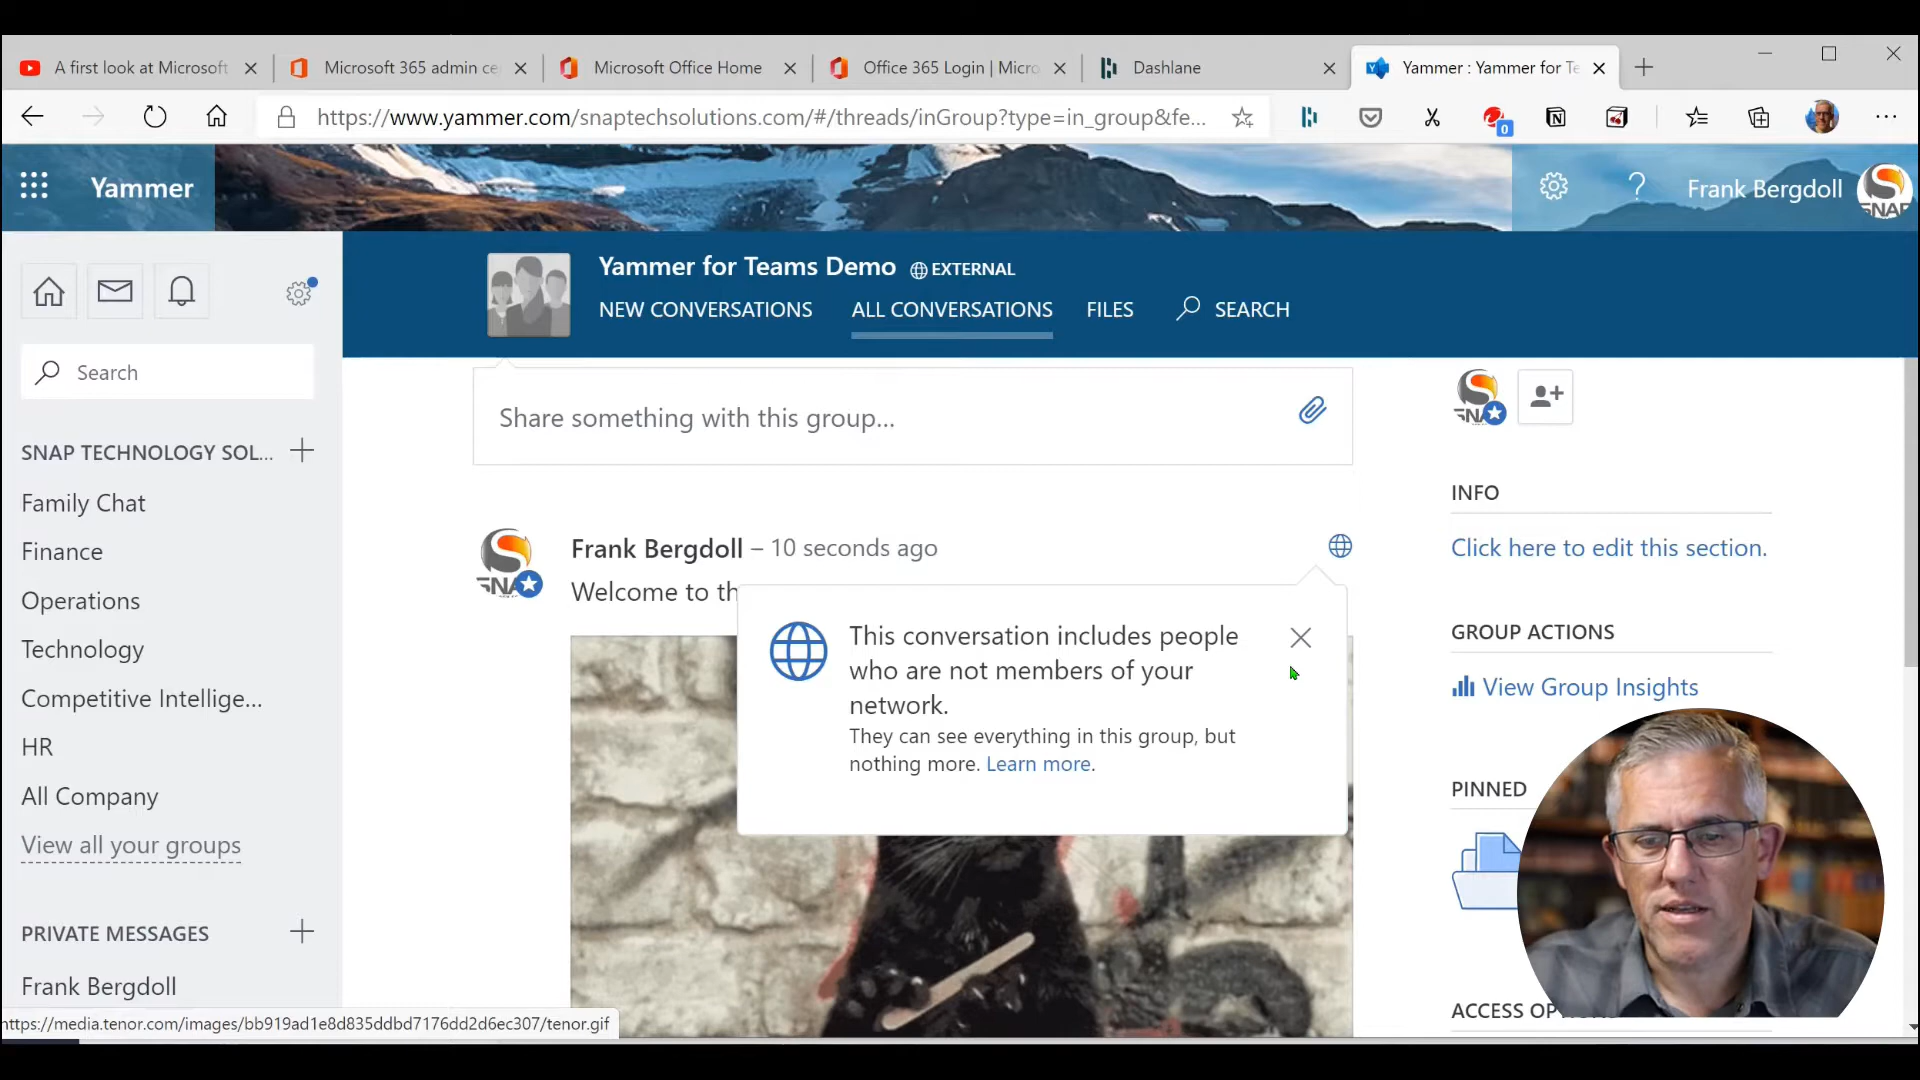 A first look at Microsoft
Microsoft 365 admin ce
Microsoft Office Home
Office 365 Login | Micro
Dashlane
Yammer : Yammer for Te
https://www.yammer.com/snaptechsolutions.com/#/threads/inGroup?type=in_group&fe...
0
Yammer
? Frank Bergdoll
SNAP
Yammer for Teams Demo EXTERNAL
NEW CONVERSATIONS ALL CONVERSATIONS FILES SEARCH
Search
SNAP TECHNOLOGY SOL...
Family Chat
Finance
Operations
Technology
Competitive Intellige...
HR
All Company
View all your groups
PRIVATE MESSAGES
Frank Bergdoll
https://media.tenor.com/images/bb919ad1e8d835ddbd7176dd2d6ec307/tenor.gif
Share something with this group...
Frank Bergdoll – 10 seconds ago
Welcome to th
This conversation includes people
who are not members of your
network.
They can see everything in this group, but
nothing more. Learn more.
INFO
Click here to edit this section.
GROUP ACTIONS
View Group Insights
PINNED
ACCESS OPTIONS